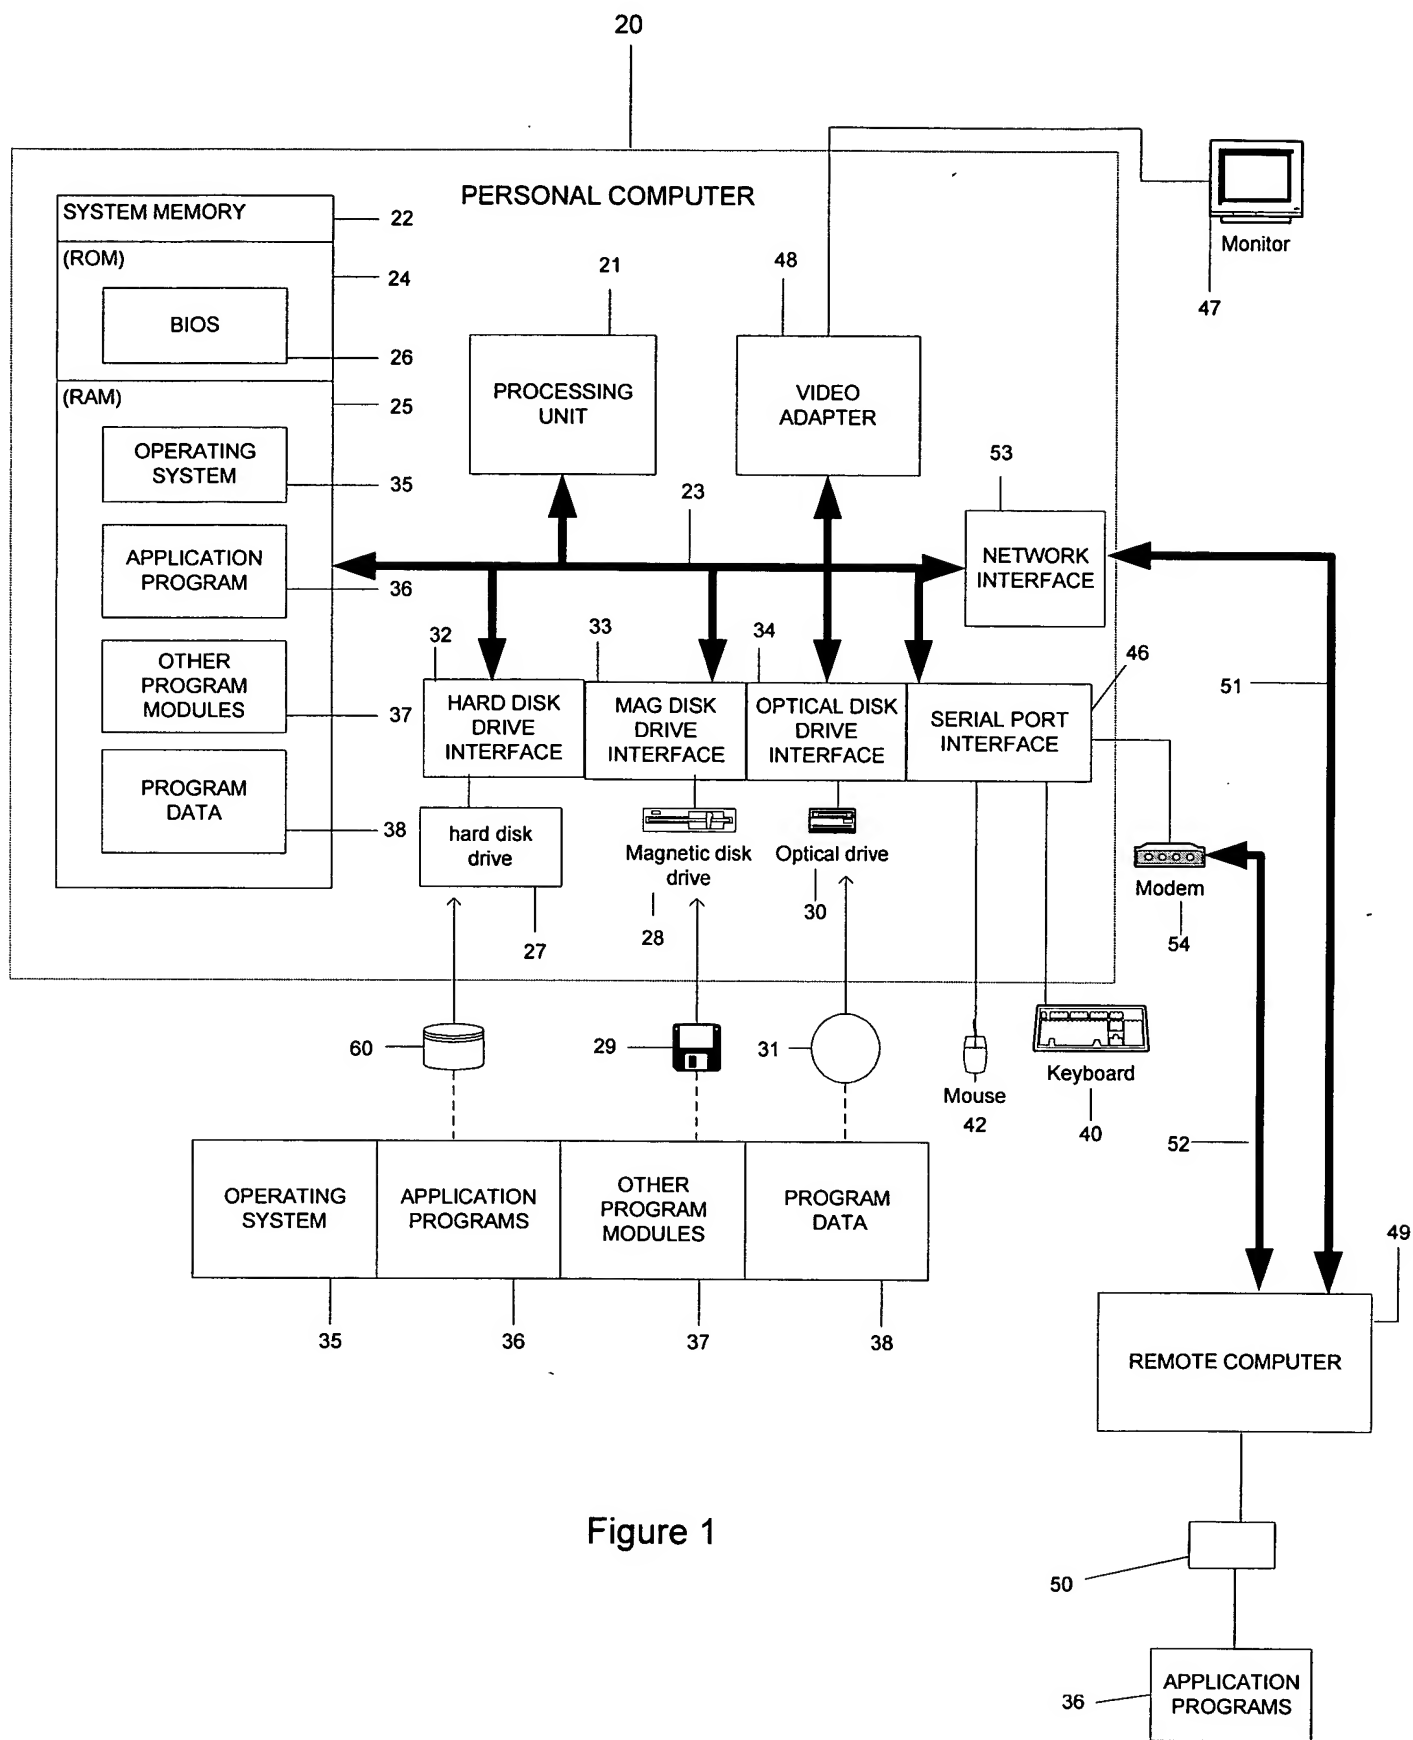 20
PERSONAL COMPUTER
SYSTEM MEMORY
22
(ROM)
24
BIOS
26
(RAM)
25
OPERATING
SYSTEM
35
APPLICATION
PROGRAM
36
OTHER
PROGRAM
MODULES
37
PROGRAM
DATA
38
21
PROCESSING
UNIT
48
VIDEO
ADAPTER
Monitor
47
23
53
NETWORK
INTERFACE
32
HARD DISK
DRIVE
INTERFACE
33
MAG DISK
DRIVE
INTERFACE
34
OPTICAL DISK
DRIVE
INTERFACE
46
SERIAL PORT
INTERFACE
51
hard disk
drive
27
Magnetic disk
drive
28
Optical drive
30
Modem
54
60
29
31
Mouse
42
Keyboard
40
52
OPERATING
SYSTEM
APPLICATION
PROGRAMS
OTHER
PROGRAM
MODULES
PROGRAM
DATA
35
36
37
38
49
REMOTE COMPUTER
50
36
APPLICATION
PROGRAMS
Figure 1